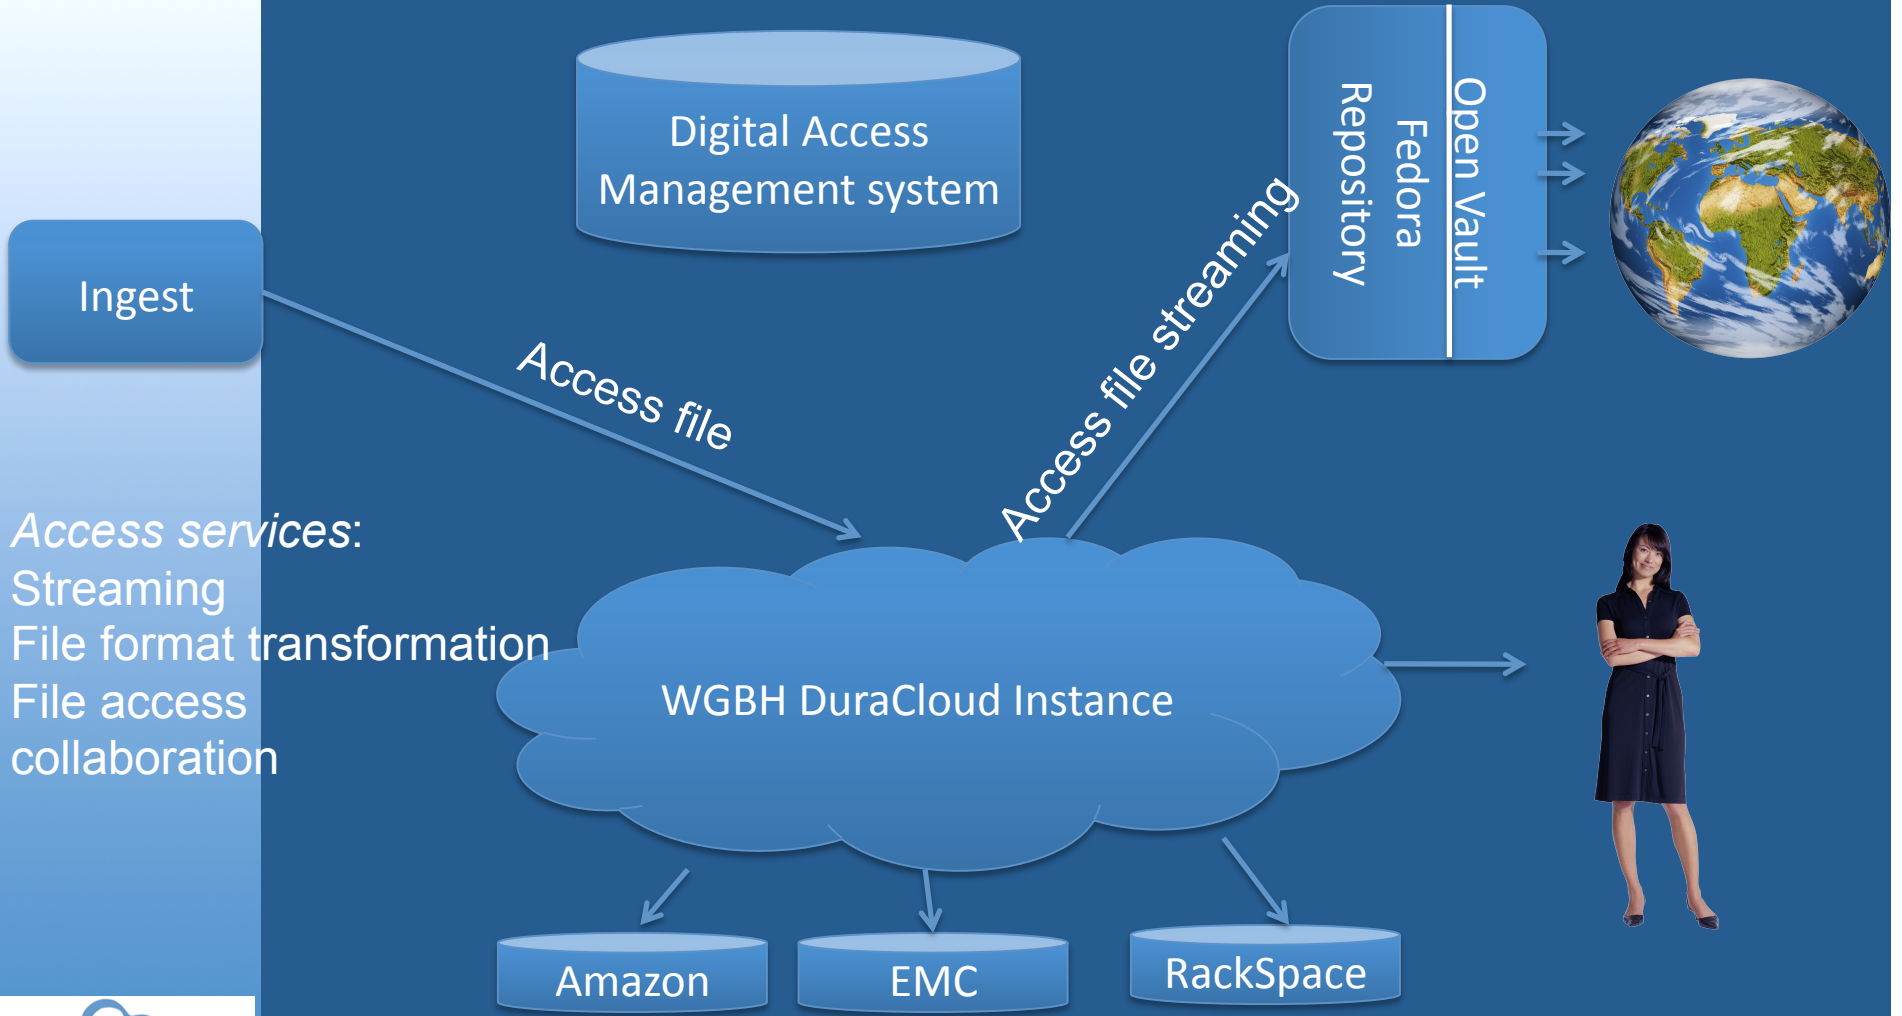 Digital Access
Management system
Open Vault
Fedora
Repository
Ingest
Access file
Access file streaming
Access services:
Streaming
File format transformation
File access
collaboration
WGBH DuraCloud Instance
Amazon
EMC
RackSpace